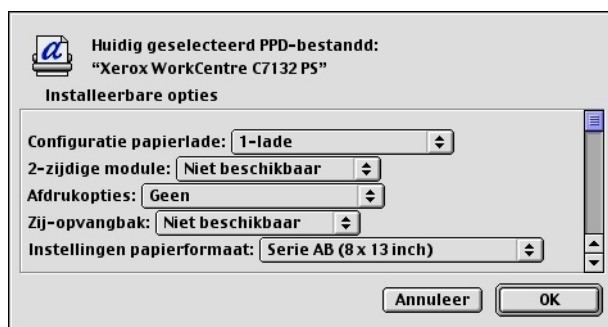 Huidig geselecteerd PPD-bestandd:
“Xerox WorkCentre C7132 PS”
Installeerbare opties
Configuratie papierlade: 1-lade
2-zijdige module: Niet beschikbaar
Afdrukopties: Geen
Zij-opvangbak: Niet beschikbaar
Instellingen papierformaat: Serie AB (8 x 13 inch)
Annuleer OK